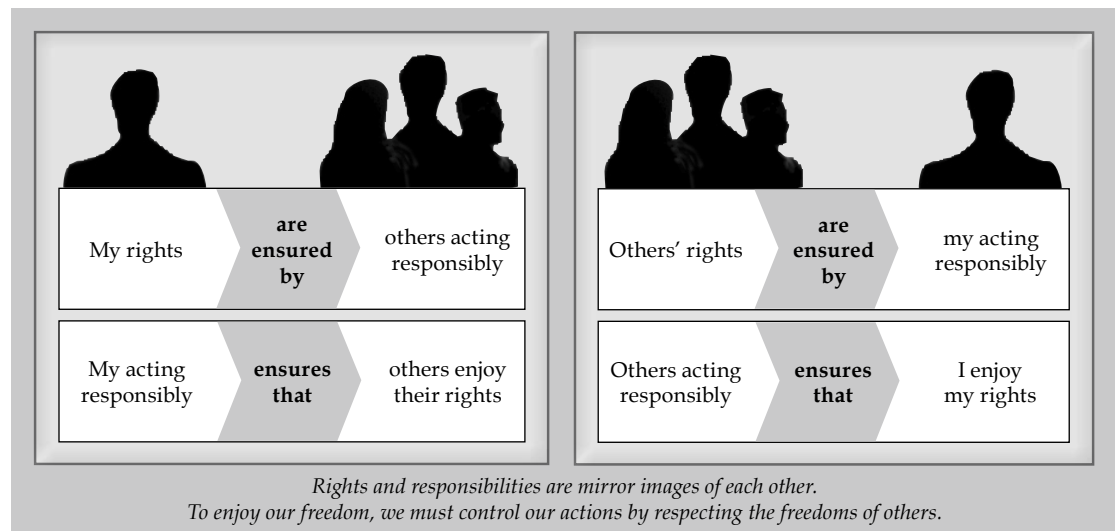 My rights
are
ensured
by
others acting
responsibly
My acting
responsibly
ensures
that
others enjoy
their rights
Others’ rights
are
ensured
by
my acting
responsibly
Others acting
responsibly
ensures
that
I enjoy
my rights
Rights and responsibilities are mirror images of each other.
To enjoy our freedom, we must control our actions by respecting the freedoms of others.